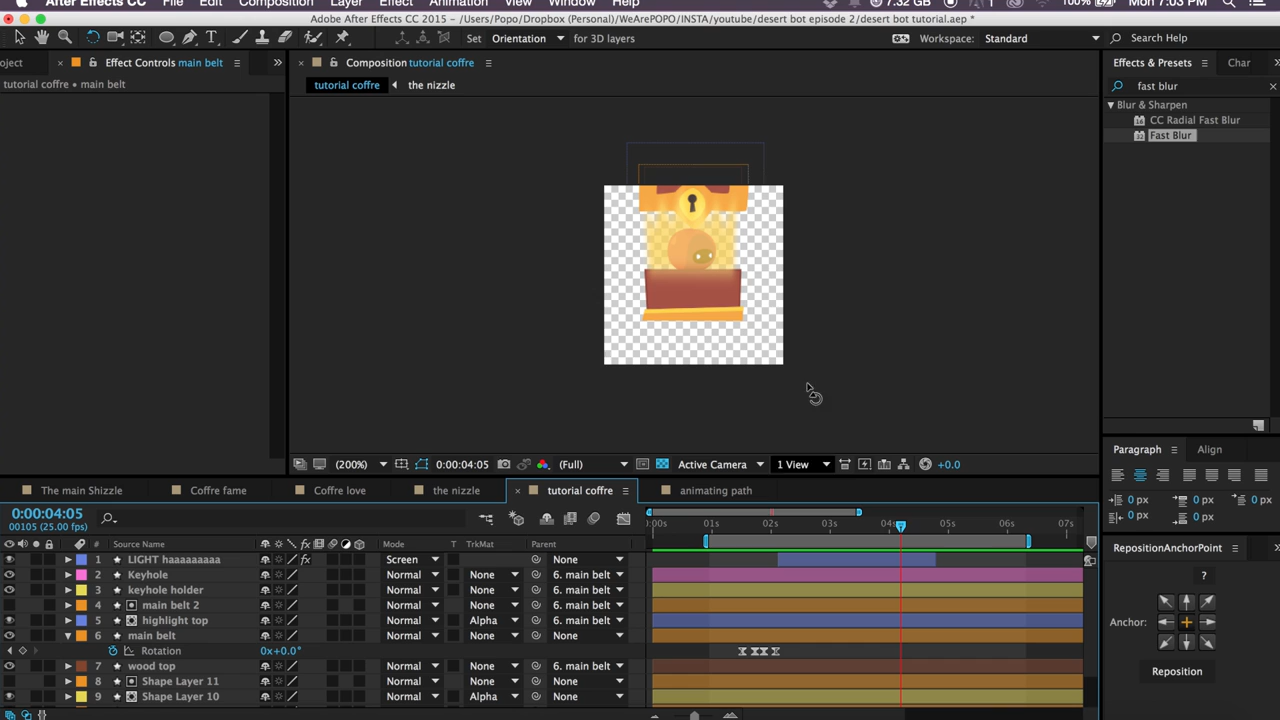 After Effects CC File Edit Composition Layer Effect Animation View Window Help 7.32 GB 1 100% Mon 7:03 PM
Adobe After Effects CC 2015 - /Users/Popo/Dropbox (Personal)/WeArePOPO/INSTA/youtube/desert bot episode 2/desert bot tutorial.aep *
T Set Orientation for 3D layers Workspace: Standard Search Help
oject × Effect Controls main belt × Composition tutorial coffre Effects & Presets Char
tutorial coffre • main belt tutorial coffre the nizzle fast blur ×
Blur & Sharpen
CC Radial Fast Blur
Fast Blur
Paragraph Align
(200%) 0:00:04:05 (Full) Active Camera 1 View +0.0
0 px 0 px 0 px
0 px 0 px
The main Shizzle Coffre fame Coffre love the nizzle × tutorial coffre animating path
0:00:04:05
00105 (25.00 fps)
:00s 01s 02s 03s 04s 05s 06s 07s
# Source Name fx Mode T TrkMat Parent
RepositionAnchorPoint
?
Anchor:
Reposition
1 LIGHT haaaaaaaaa fx Screen None
2 Keyhole Normal None 6. main belt
3 keyhole holder Normal None 6. main belt
4 main belt 2 Normal None 6. main belt
5 highlight top Normal Alpha 6. main belt
6 main belt Normal None None
Rotation 0x+0.0°
7 wood top Normal None 6. main belt
8 Shape Layer 11 Normal None None
9 Shape Layer 10 Normal Alpha None